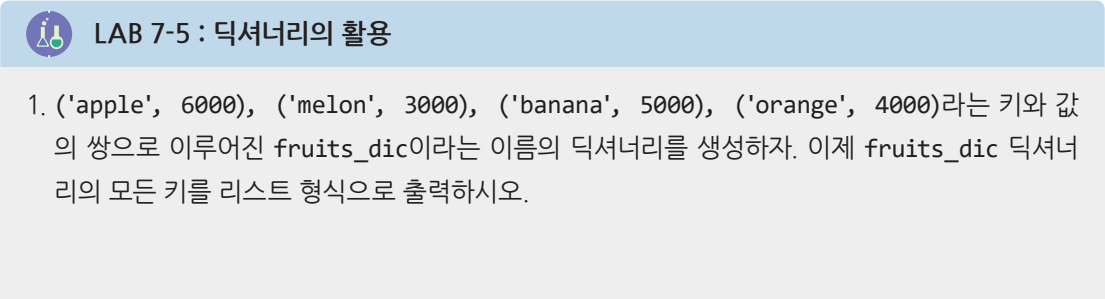 LAB 7-5 : 딕셔너리의 활용
1. ('apple', 6000), ('melon', 3000), ('banana', 5000), ('orange', 4000)라는 키와 값
의 쌍으로 이루어진 fruits_dic이라는 이름의 딕셔너리를 생성하자. 이제 fruits_dic 딕셔너
리의 모든 키를 리스트 형식으로 출력하시오.